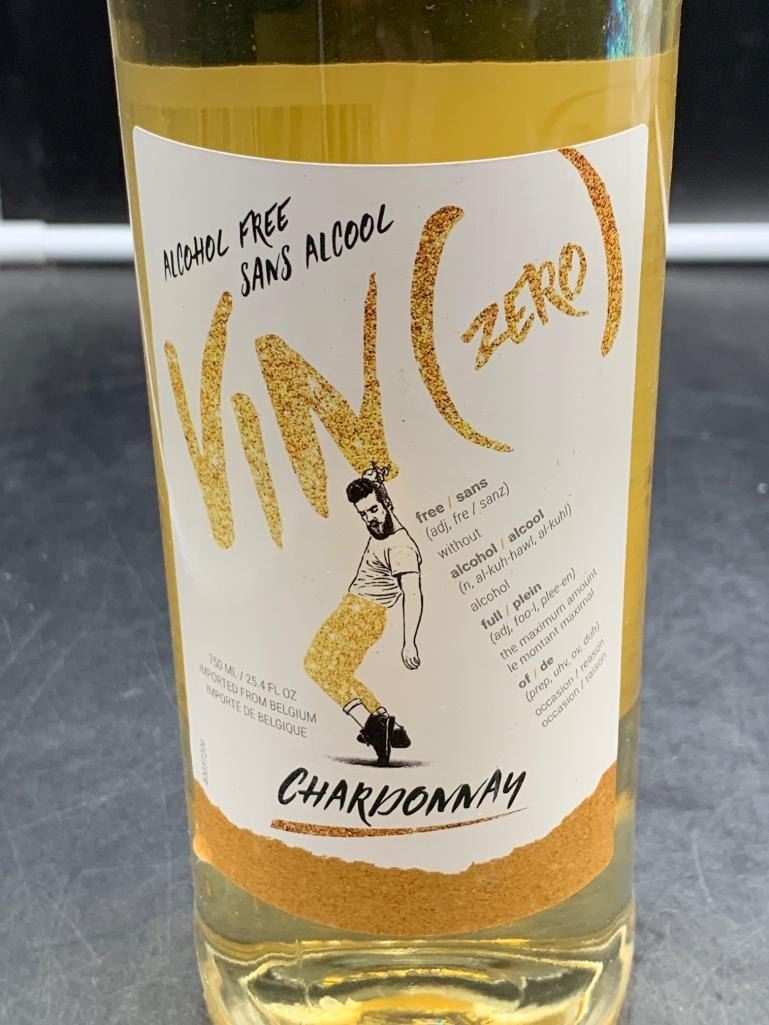 ALCOHOL FREE
SANS ALCOOL
VIN (ZERO)
free / sans
(adj, fre / sanz)
without
alcohol / alcool
(n, al-kuh-hawl, al-kuhl)
alcohol
full / plein
(adj, foo-l, plee-en)
the maximum amount
le montant maximal
of / de
(prep, uhv, ov, duh)
occasion / reason
occasion / raison
750 ML / 25.4 FL OZ
IMPORTED FROM BELGIUM
IMPORTÉ DE BELGIQUE
CHARDONNAY